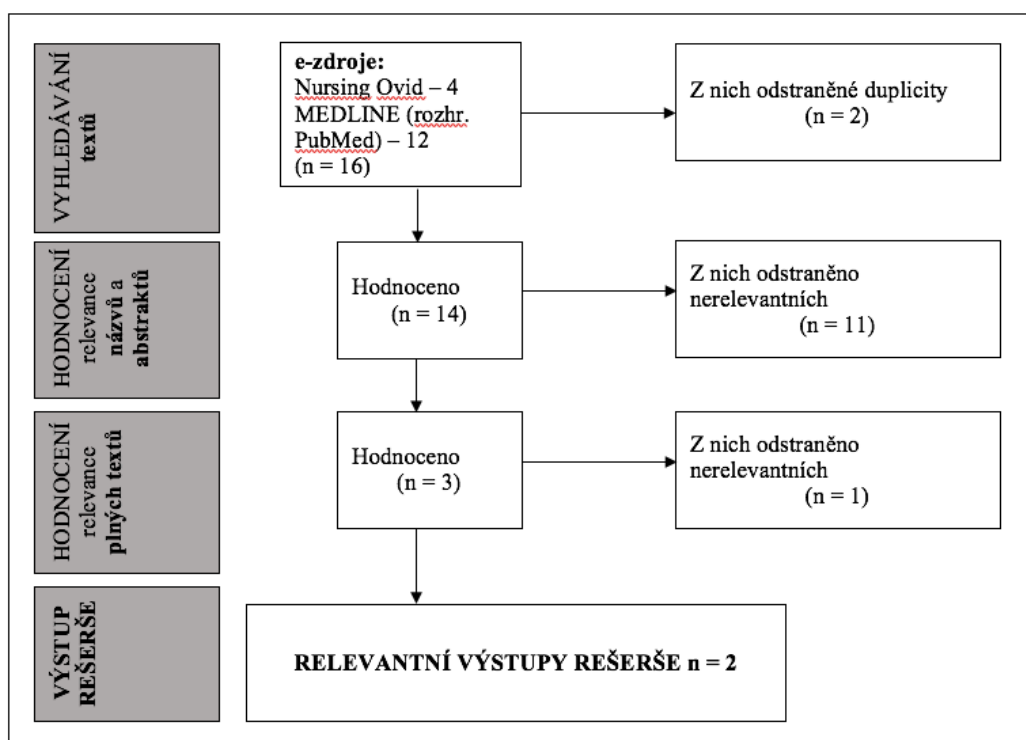 VYHLEDÁVÁNÍ
textů
e-zdroje:
Nursing Ovid – 4
MEDLINE (rozhr.
PubMed) – 12
(n = 16)
Z nich odstraněné duplicity
(n = 2)
HODNOCENÍ
relevance
názvů a
abstraktů
Hodnoceno
(n = 14)
Z nich odstraněno
nerelevantních
(n = 11)
HODNOCENÍ
relevance
plných textů
Hodnoceno
(n = 3)
Z nich odstraněno
nerelevantních
(n = 1)
VÝSTUP
REŠERŠE
RELEVANTNÍ VÝSTUPY REŠERŠE n = 2